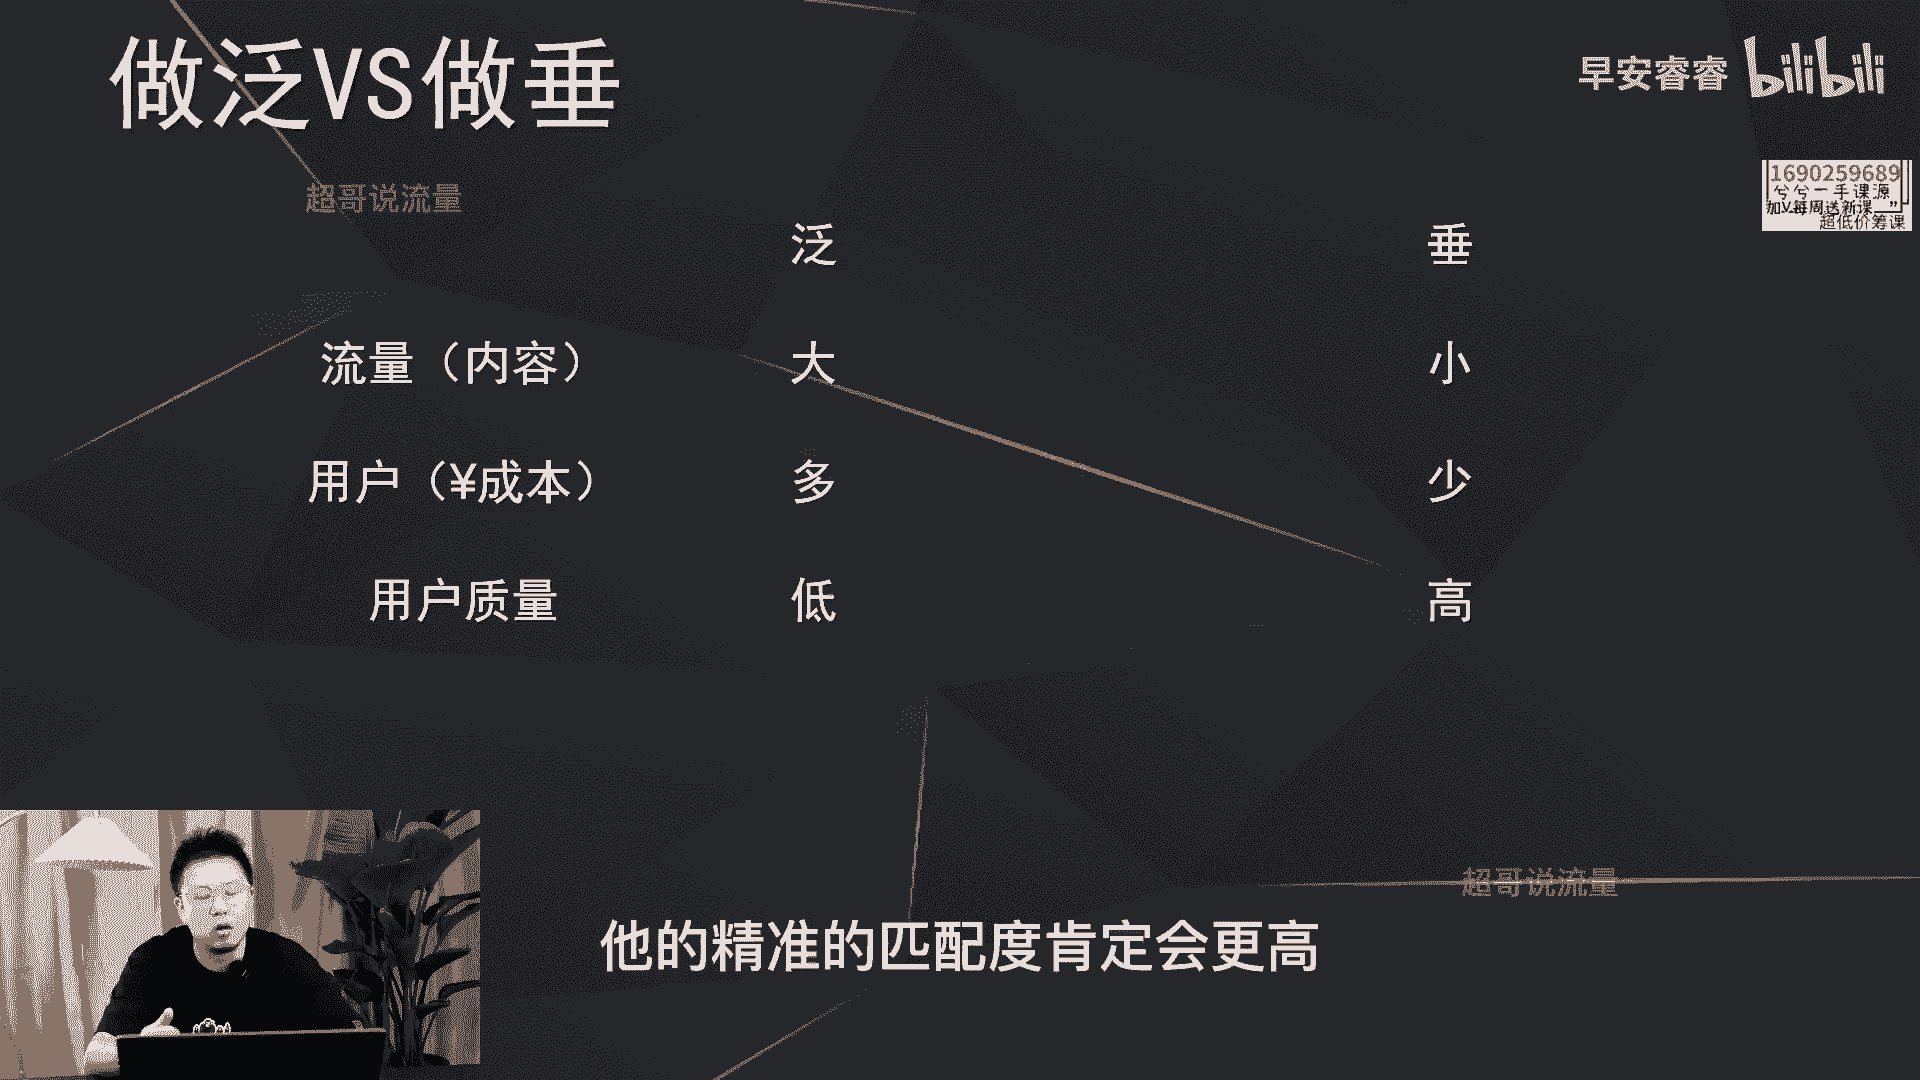 做泛VS做垂
早安睿睿 bilibili
1690259689
兮兮一手课源
加V每周送新课
超低价筹课
超哥说流量
泛 垂
流量（内容） 大 小
用户（¥成本） 多 少
用户质量 低 高
超哥说流量
他的精准的匹配度肯定会更高